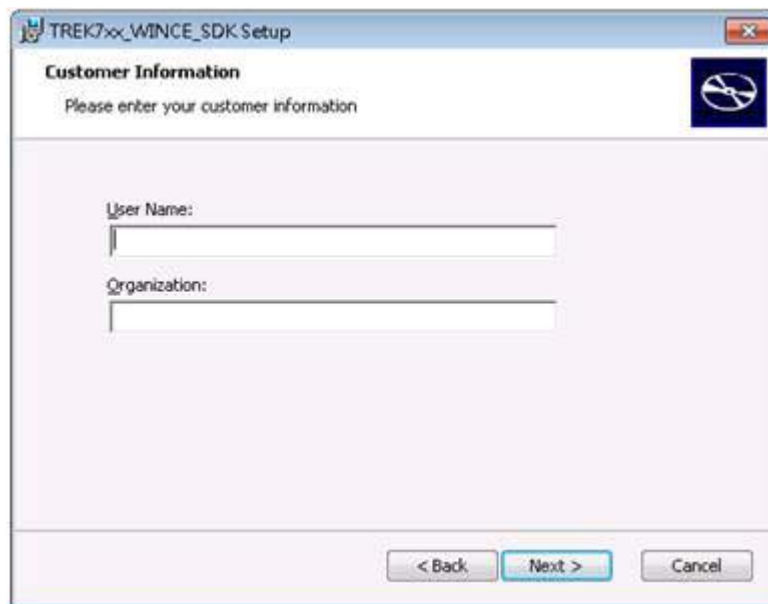 TREK7xx_WINCE_SDK Setup
Customer Information
Please enter your customer information
User Name:
Organization:
< Back Next > Cancel